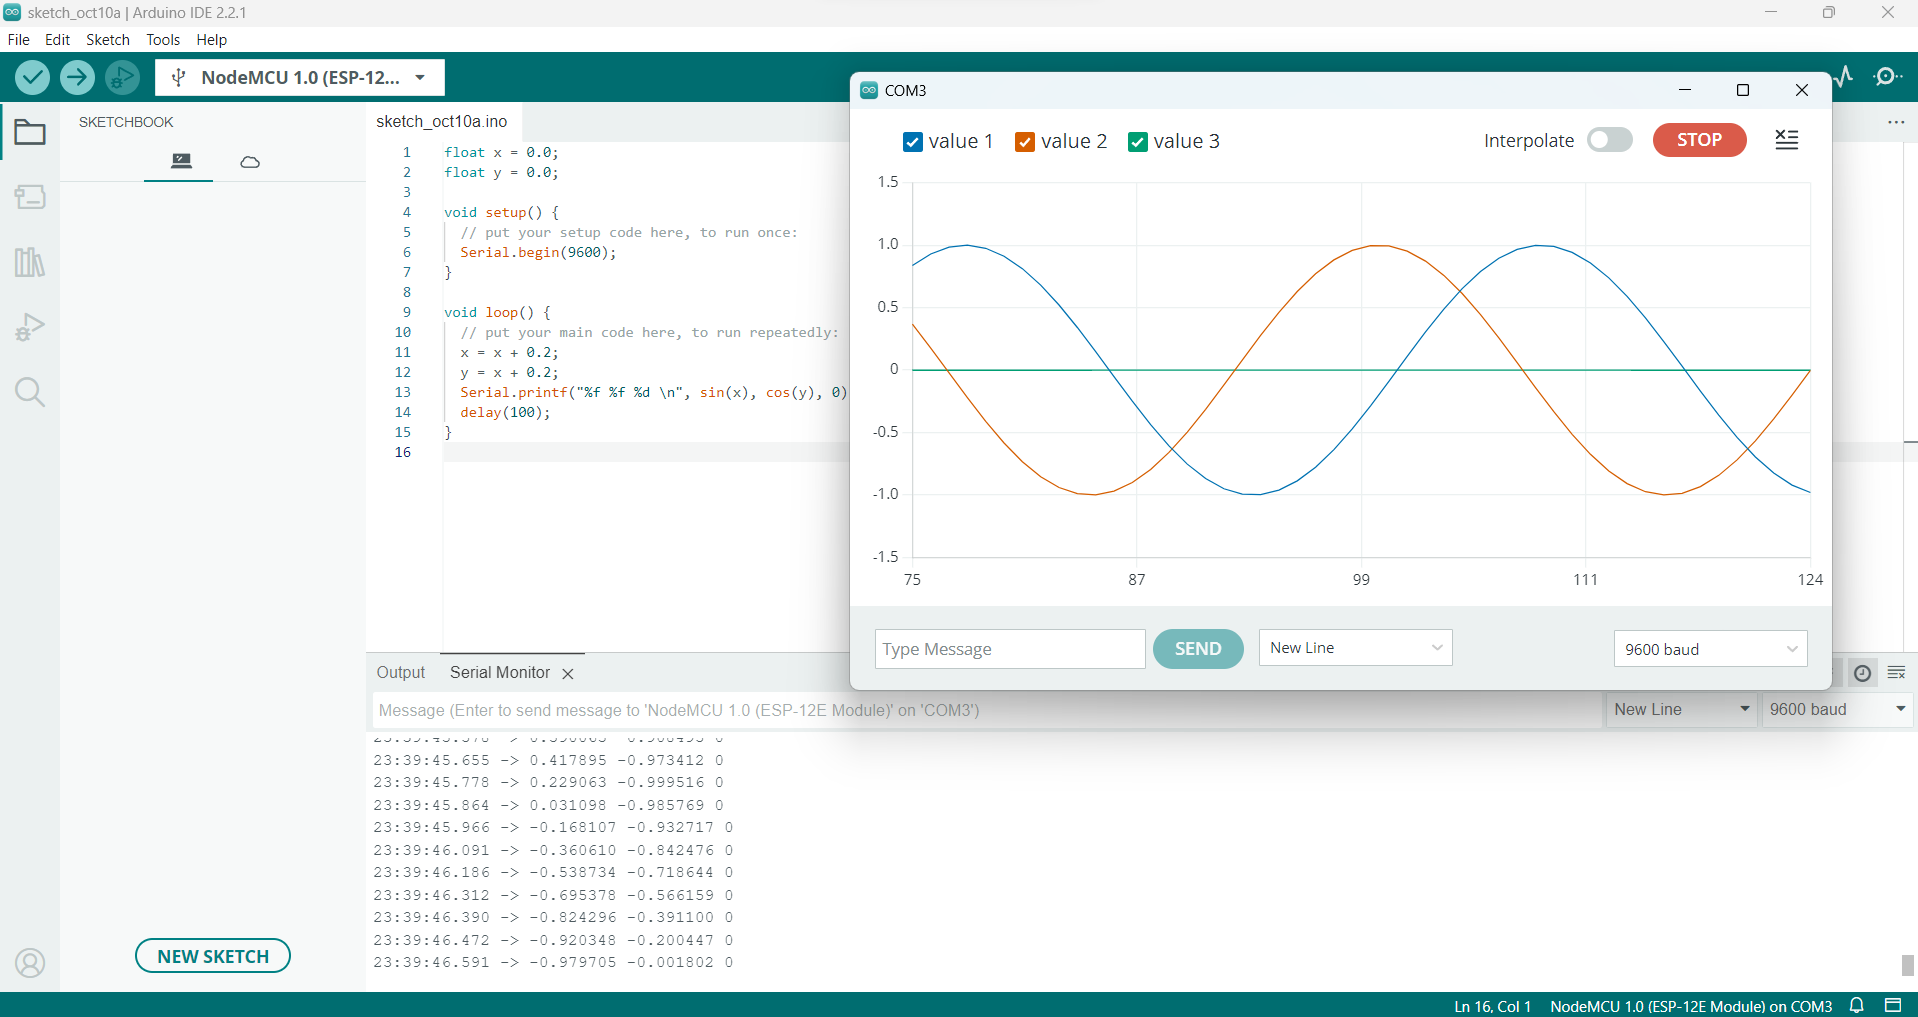 sketch_oct10a | Arduino IDE 2.2.1
File Edit Sketch Tools Help
NodeMCU 1.0 (ESP-12...
SKETCHBOOK
sketch_oct10a.ino
1 float x = 0.0;
2 float y = 0.0;
3
4 void setup() {
5 // put your setup code here, to run once:
6 Serial.begin(9600);
7 }
8
9 void loop() {
10 // put your main code here, to run repeatedly:
11 x = x + 0.2;
12 y = x + 0.2;
13 Serial.printf("%f %f %d \n", sin(x), cos(y), 0)
14 delay(100);
15 }
16
COM3
value 1 value 2 value 3
Interpolate STOP
1.5
1.0
0.5
0
-0.5
-1.0
-1.5
75 87 99 111 124
Type Message SEND New Line 9600 baud
Output Serial Monitor
Message (Enter to send message to 'NodeMCU 1.0 (ESP-12E Module)' on 'COM3')
New Line 9600 baud
23:39:45.655 -> 0.417895 -0.973412 0
23:39:45.778 -> 0.229063 -0.999516 0
23:39:45.864 -> 0.031098 -0.985769 0
23:39:45.966 -> -0.168107 -0.932717 0
23:39:46.091 -> -0.360610 -0.842476 0
23:39:46.186 -> -0.538734 -0.718644 0
23:39:46.312 -> -0.695378 -0.566159 0
23:39:46.390 -> -0.824296 -0.391100 0
23:39:46.472 -> -0.920348 -0.200447 0
23:39:46.591 -> -0.979705 -0.001802 0
NEW SKETCH
Ln 16, Col 1 NodeMCU 1.0 (ESP-12E Module) on COM3